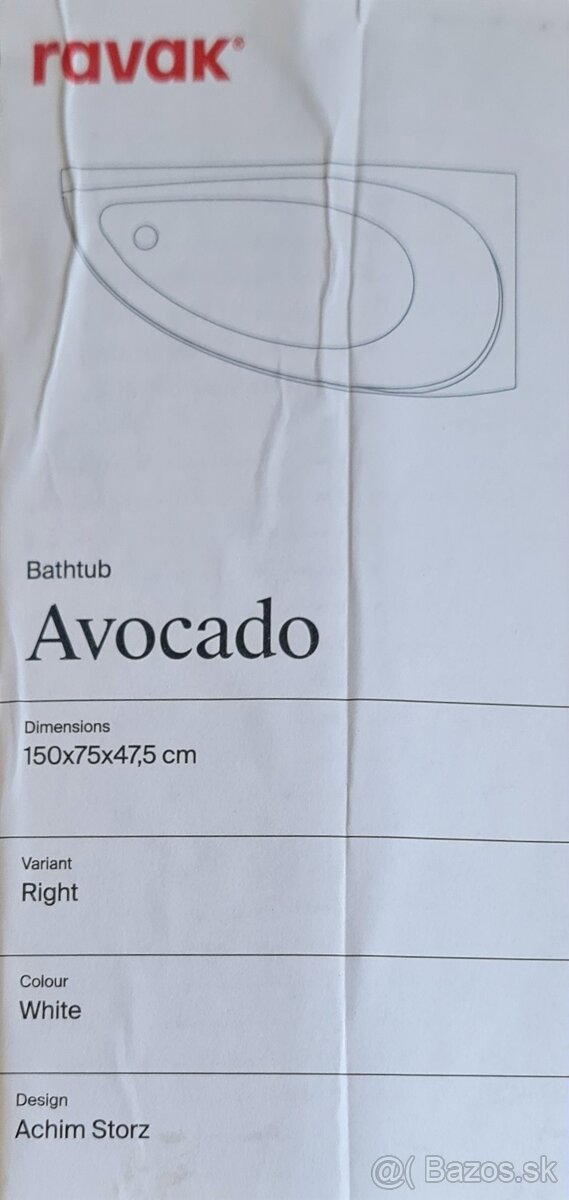 ravak®
Bathtub
Avocado
Dimensions
150x75x47,5 cm
Variant
Right
Colour
White
Design
Achim Storz
@( Bazos.sk